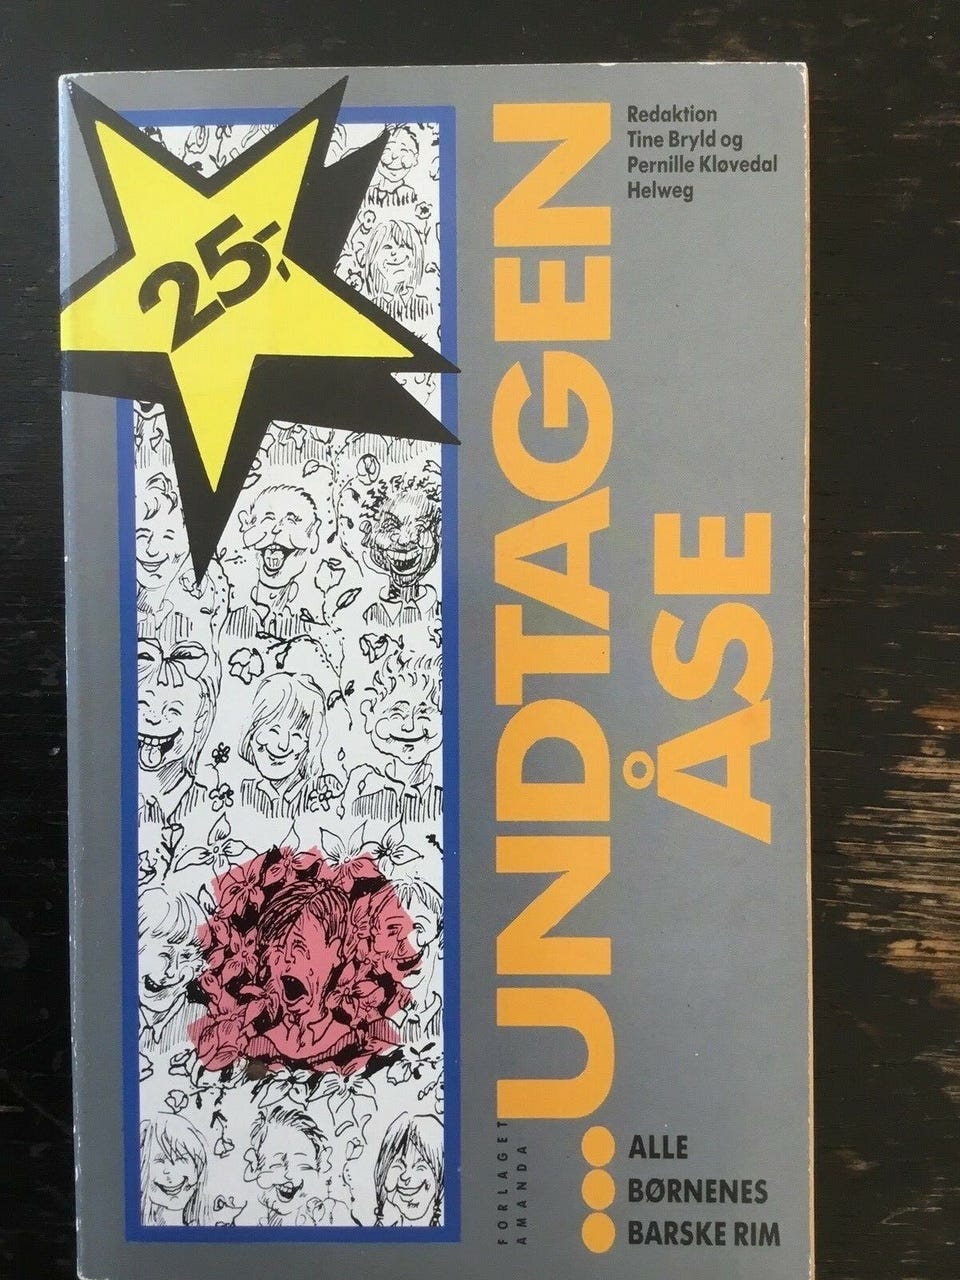 25,-
Redaktion
Tine Bryld og
Pernille Kløvedal
Helweg
...UNDTAGEN
ÅSE
ALLE
BØRNENES
BARSKE RIM
FORLAGET
AMANDA